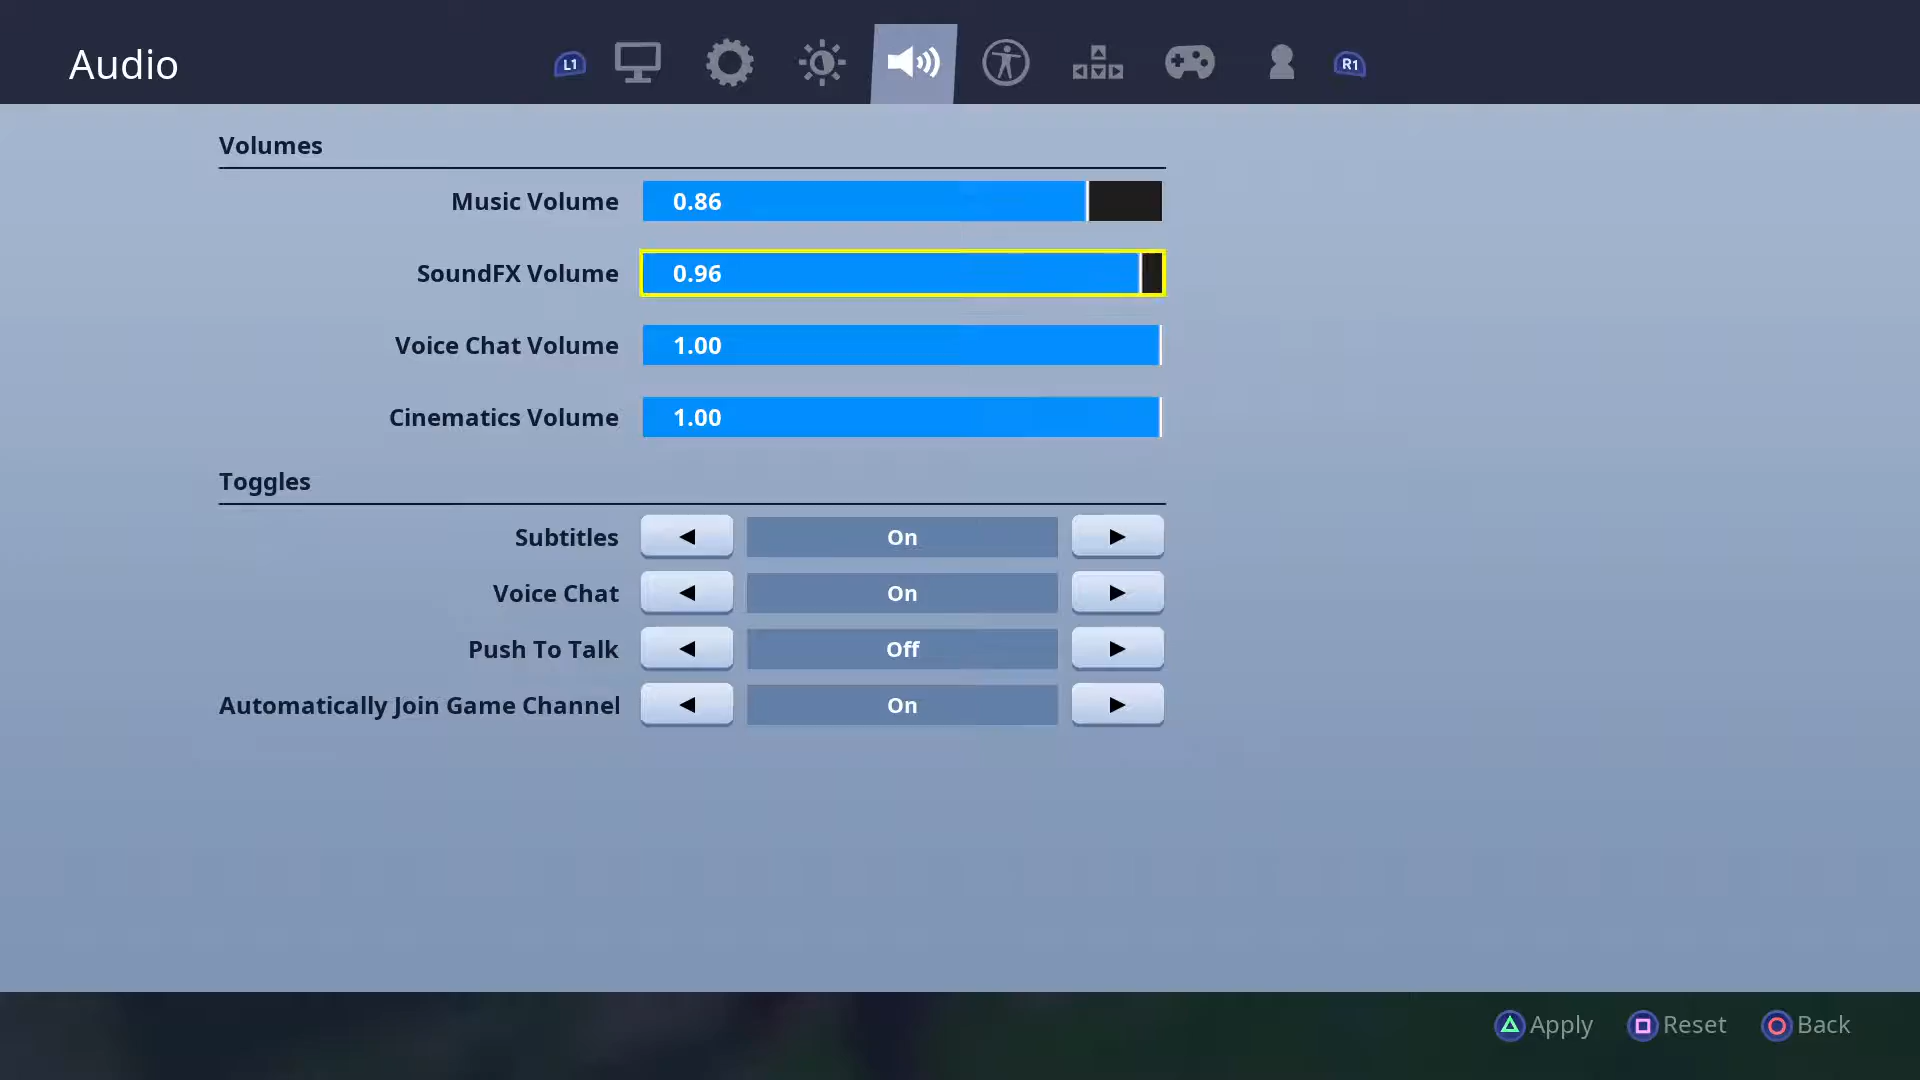 Audio
L1
R1
Volumes
Music Volume
0.86
SoundFX Volume
0.96
Voice Chat Volume
1.00
Cinematics Volume
1.00
Toggles
Subtitles
On
Voice Chat
On
Push To Talk
Off
Automatically Join Game Channel
On
Apply
Reset
Back